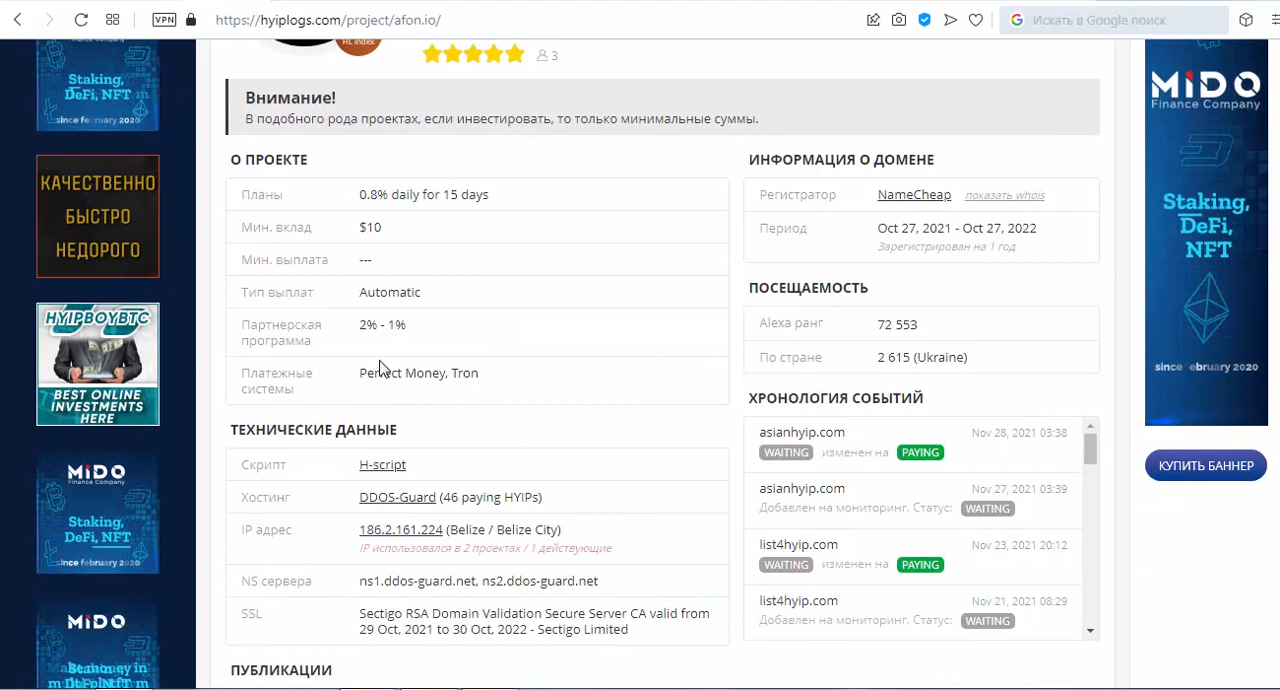 VPN
https://hyiplogs.com/project/afon.io/
Искать в Google поиск
HL index
3
Внимание!
В подобного рода проектах, если инвестировать, то только минимальные суммы.
О ПРОЕКТЕ
Планы 0.8% daily for 15 days
Мин. вклад $10
Мин. выплата ---
Тип выплат Automatic
Партнерская 2% - 1%
программа
Платежные Perfect Money, Tron
системы
ТЕХНИЧЕСКИЕ ДАННЫЕ
Скрипт H-script
Хостинг DDOS-Guard (46 paying HYIPs)
IP адрес 186.2.161.224 (Belize / Belize City)
IP использовался в 2 проектах / 1 действующие
NS сервера ns1.ddos-guard.net, ns2.ddos-guard.net
SSL Sectigo RSA Domain Validation Secure Server CA valid from
29 Oct, 2021 to 30 Oct, 2022 - Sectigo Limited
ПУБЛИКАЦИИ
ИНФОРМАЦИЯ О ДОМЕНЕ
Регистратор NameCheap показать whois
Период Oct 27, 2021 - Oct 27, 2022
Зарегистрирован на 1 год
ПОСЕЩАЕМОСТЬ
Alexa ранг 72 553
По стране 2 615 (Ukraine)
ХРОНОЛОГИЯ СОБЫТИЙ
asianhyip.com Nov 28, 2021 03:38
WAITING изменен на PAYING
asianhyip.com Nov 27, 2021 03:39
Добавлен на мониторинг. Статус: WAITING
list4hyip.com Nov 23, 2021 20:12
WAITING изменен на PAYING
list4hyip.com Nov 21, 2021 08:29
Добавлен на мониторинг. Статус: WAITING
Staking,
DeFi, NFT
since february 2020
КАЧЕСТВЕННО
БЫСТРО
НЕДОРОГО
HYIPBOYBTC
BEST ONLINE
INVESTMENTS
HERE
MIDO
Finance Company
Staking,
DeFi, NFT
since february 2020
MIDO
Finance Company
MIDO
Finance Company
Staking,
DeFi,
NFT
since february 2020
КУПИТЬ БАННЕР